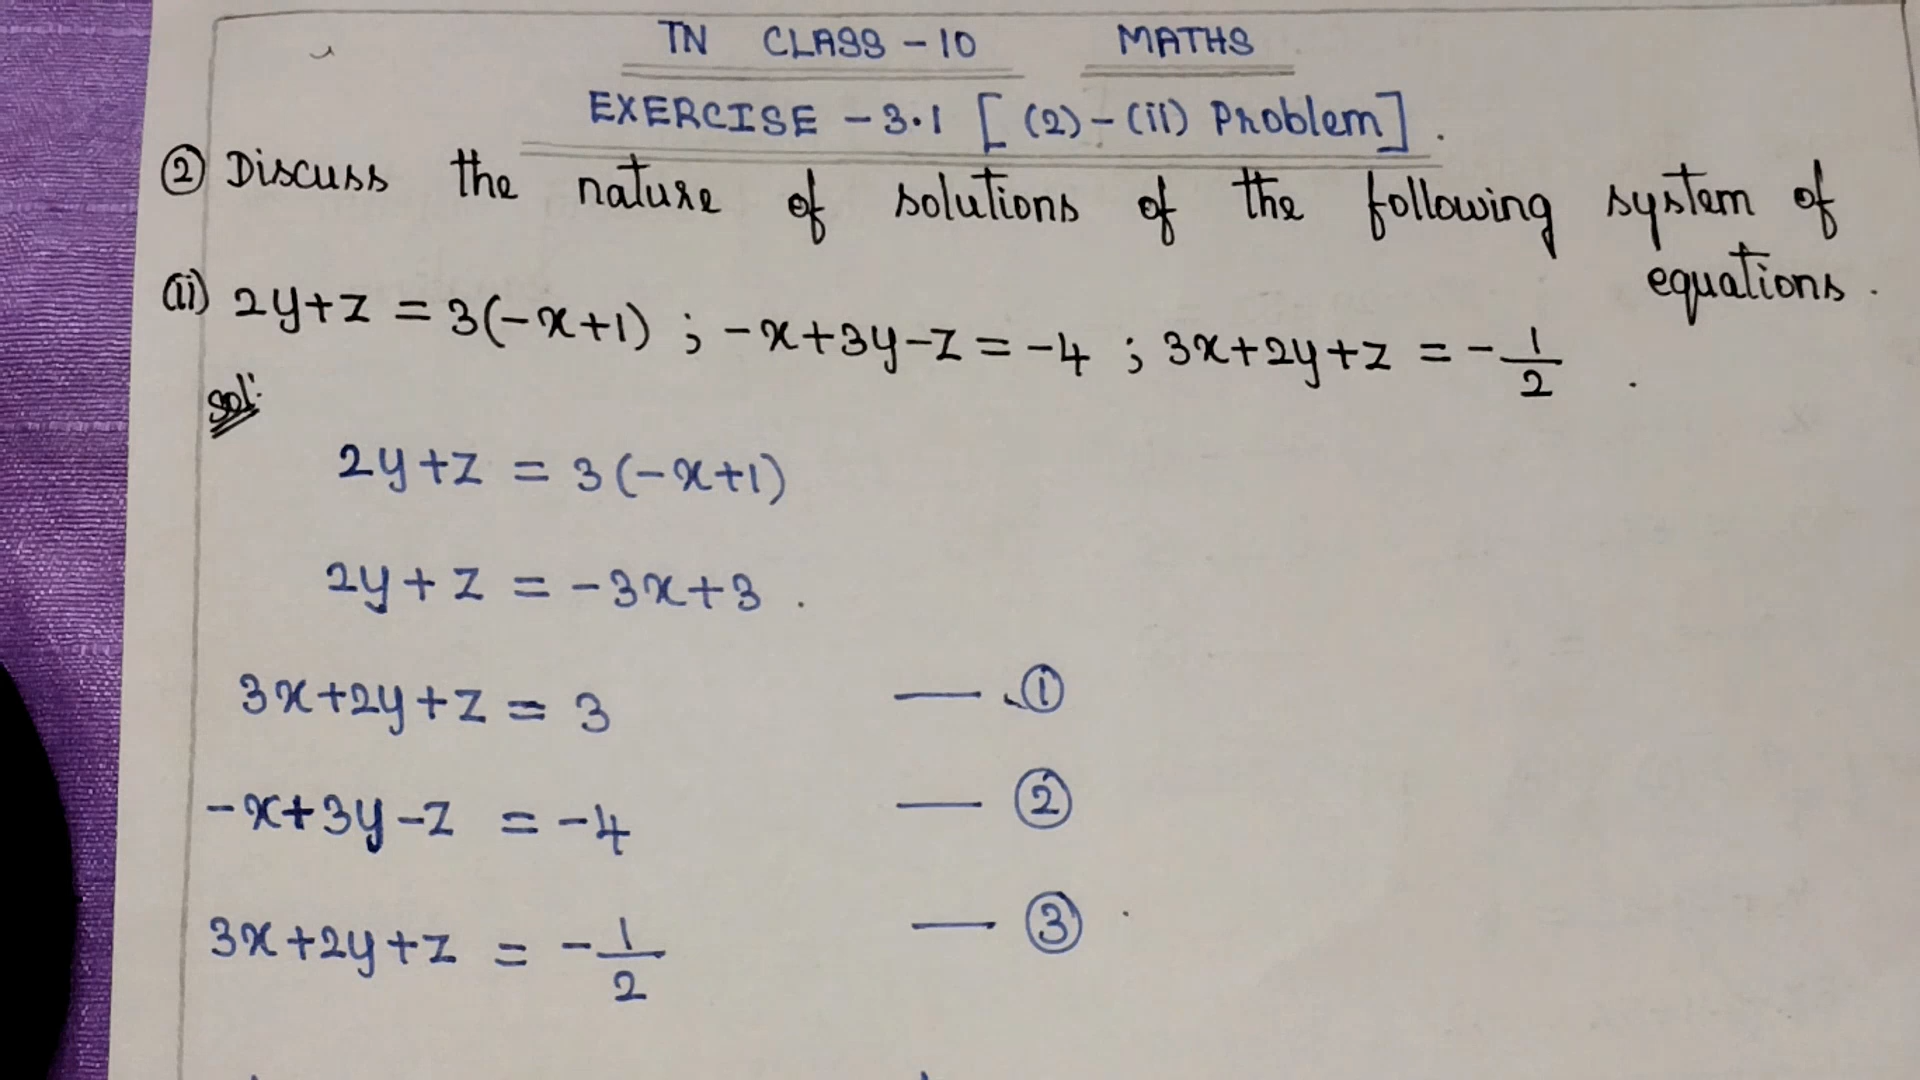 TN CLASS - 10 MATHS
EXERCISE - 3.1 [ (2) - (ii) Problem ] .
② Discuss the nature of solutions of the following system of
equations .
(ii) 2y+z = 3(-x+1) ; -x+3y-z = -4 ; 3x+2y+z = -1/2 .
Sol:
2y+z = 3(-x+1)
2y+z = -3x+3 .
3x+2y+z = 3 — ①
-x+3y-z = -4 — ②
3x+2y+z = -1/2 — ③ .